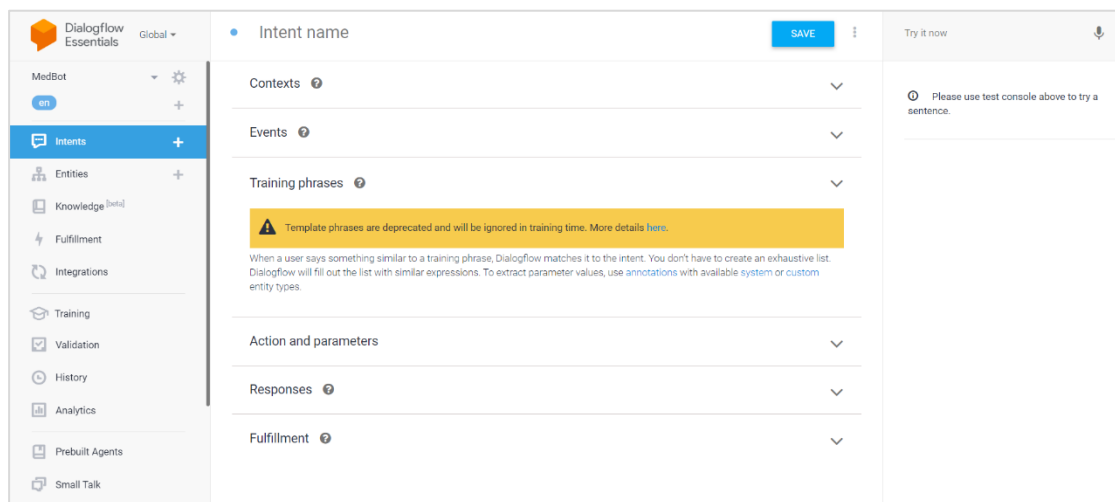 Dialogflow
Essentials
Global
MedBot
en
Intents
Entities
Knowledge [beta]
Fulfillment
Integrations
Training
Validation
History
Analytics
Prebuilt Agents
Small Talk
Intent name
SAVE
Contexts
Events
Training phrases
Template phrases are deprecated and will be ignored in training time. More details here.
When a user says something similar to a training phrase, Dialogflow matches it to the intent. You don't have to create an exhaustive list.
Dialogflow will fill out the list with similar expressions. To extract parameter values, use annotations with available system or custom
entity types.
Action and parameters
Responses
Fulfillment
Try it now
Please use test console above to try a
sentence.